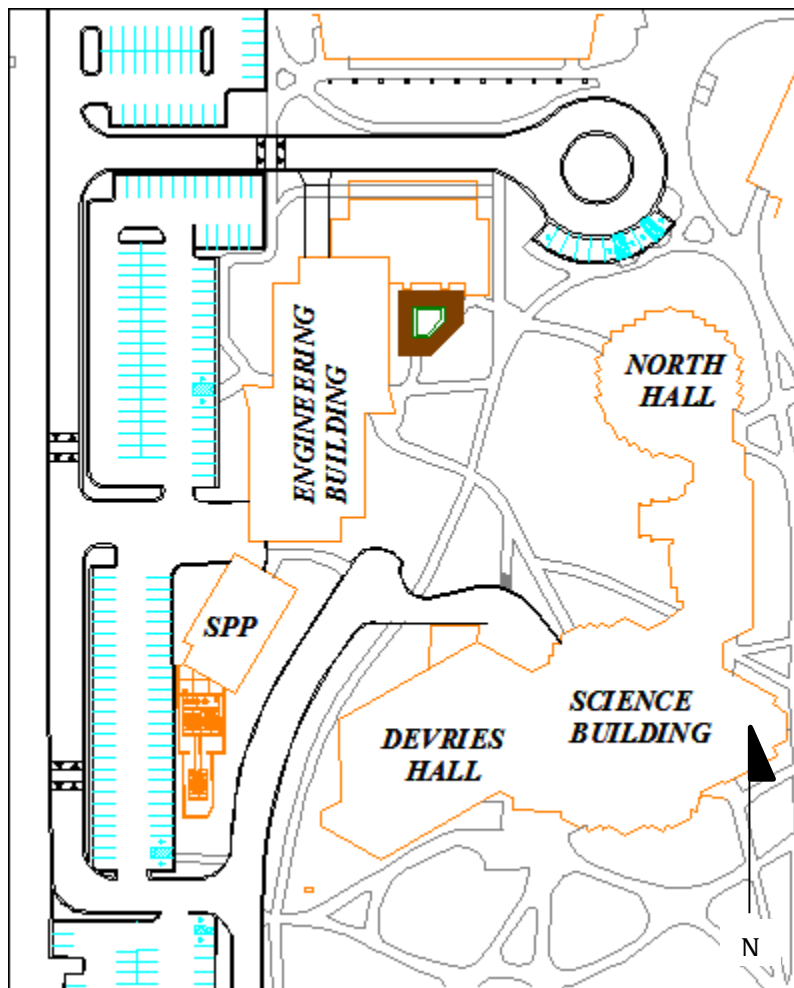 NORTH
HALL
ENGINEERING
BUILDING
SPP
SCIENCE
BUILDING
DEVRIES
HALL
N